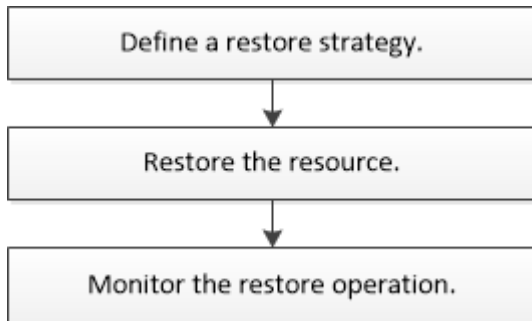 Define a restore strategy.
Restore the resource.
Monitor the restore operation.